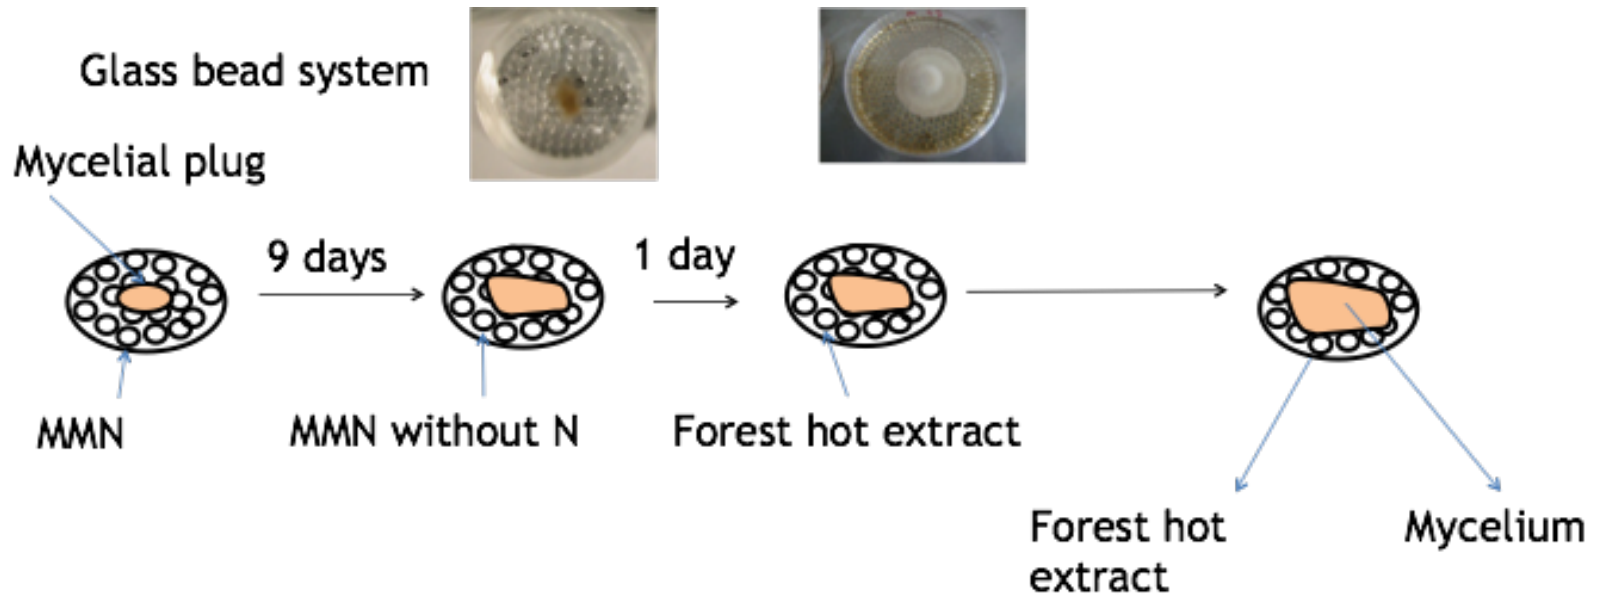 Glass bead system
Mycelial plug
9 days
1 day
MMN
MMN without N
Forest hot extract
Forest hot
extract
Mycelium